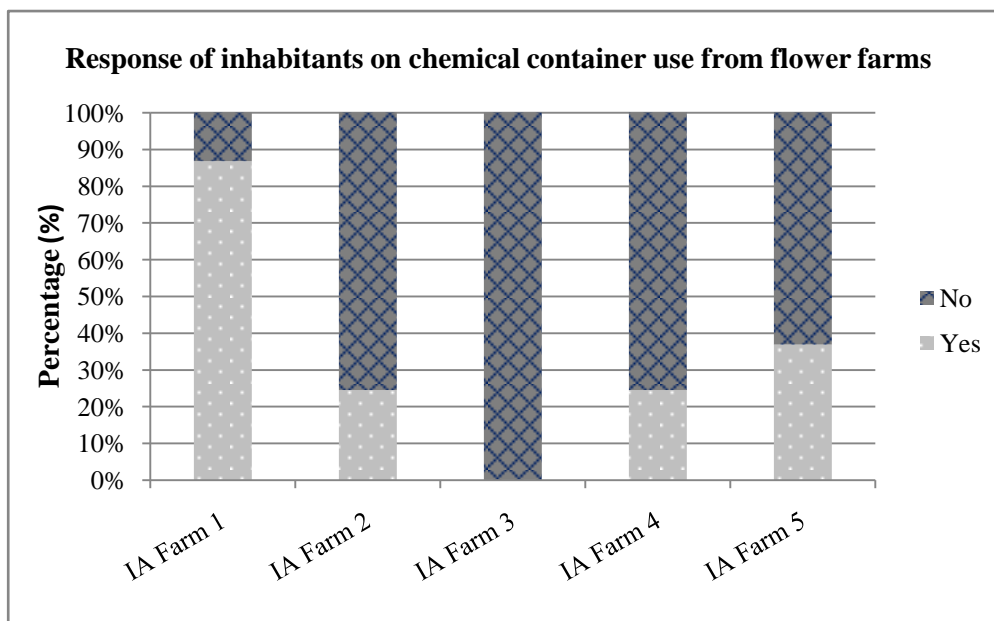 Response of inhabitants on chemical container use from flower farms
100%
90%
80%
70%
60%
50%
40%
30%
20%
10%
0%
Percentage (%)
IA Farm 1
IA Farm 2
IA Farm 3
IA Farm 4
IA Farm 5
No
Yes